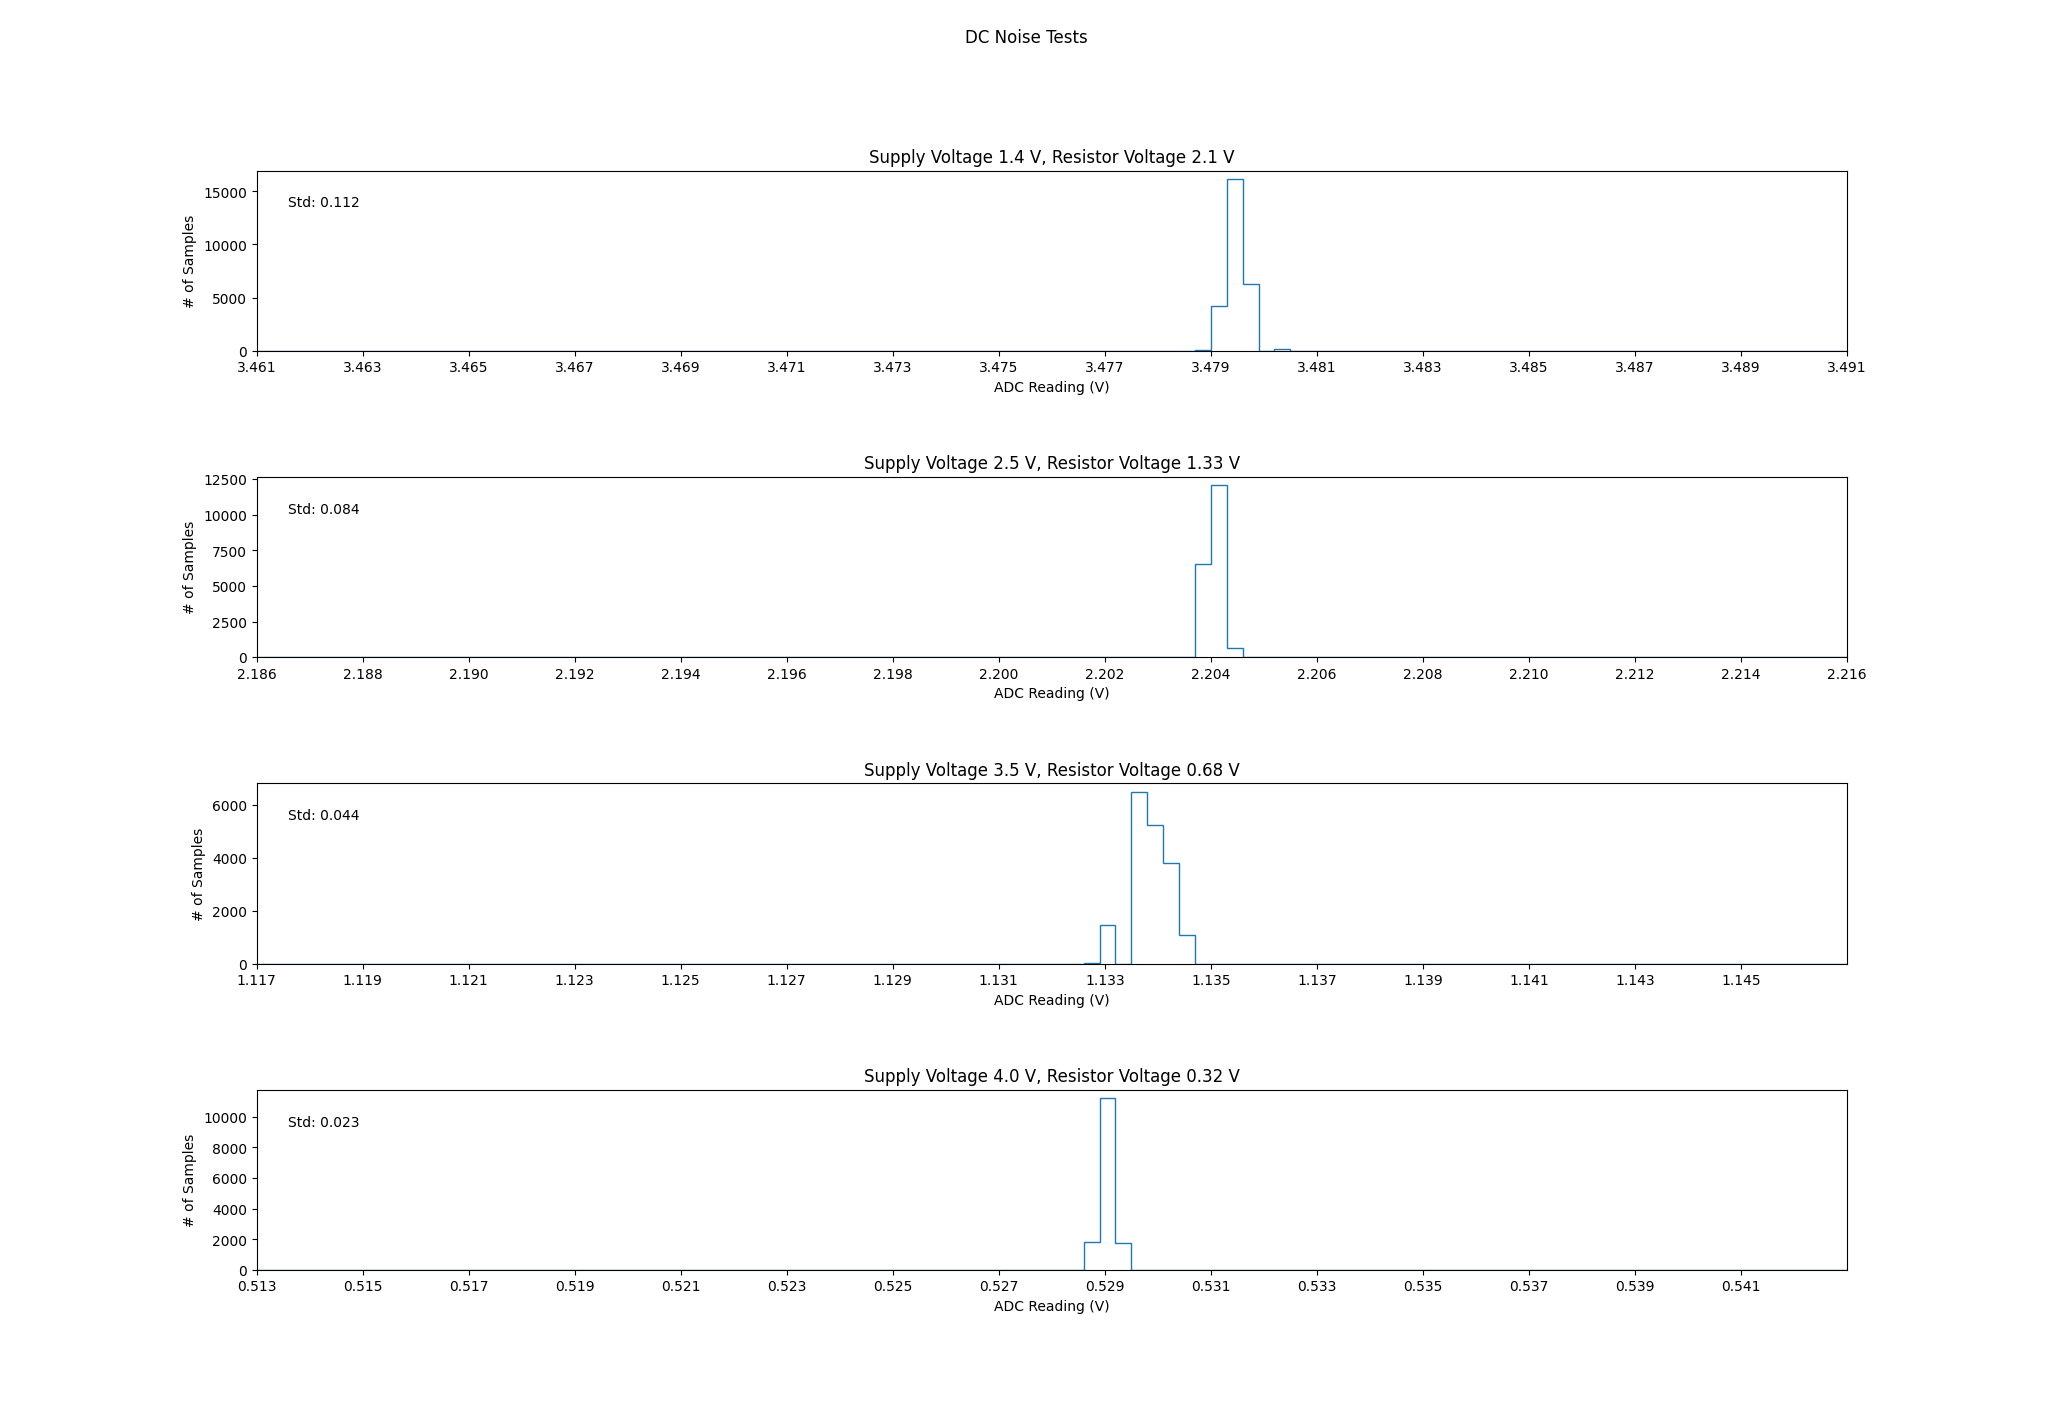 DC Noise Tests
Supply Voltage 1.4 V, Resistor Voltage 2.1 V
Std: 0.112
# of Samples
15000
10000
5000
0
3.461 3.463 3.465 3.467 3.469 3.471 3.473 3.475 3.477 3.479 3.481 3.483 3.485 3.487 3.489 3.491
ADC Reading (V)
Supply Voltage 2.5 V, Resistor Voltage 1.33 V
Std: 0.084
# of Samples
12500
10000
7500
5000
2500
0
2.186 2.188 2.190 2.192 2.194 2.196 2.198 2.200 2.202 2.204 2.206 2.208 2.210 2.212 2.214 2.216
ADC Reading (V)
Supply Voltage 3.5 V, Resistor Voltage 0.68 V
Std: 0.044
# of Samples
6000
4000
2000
0
1.117 1.119 1.121 1.123 1.125 1.127 1.129 1.131 1.133 1.135 1.137 1.139 1.141 1.143 1.145
ADC Reading (V)
Supply Voltage 4.0 V, Resistor Voltage 0.32 V
Std: 0.023
# of Samples
10000
8000
6000
4000
2000
0
0.513 0.515 0.517 0.519 0.521 0.523 0.525 0.527 0.529 0.531 0.533 0.535 0.537 0.539 0.541
ADC Reading (V)